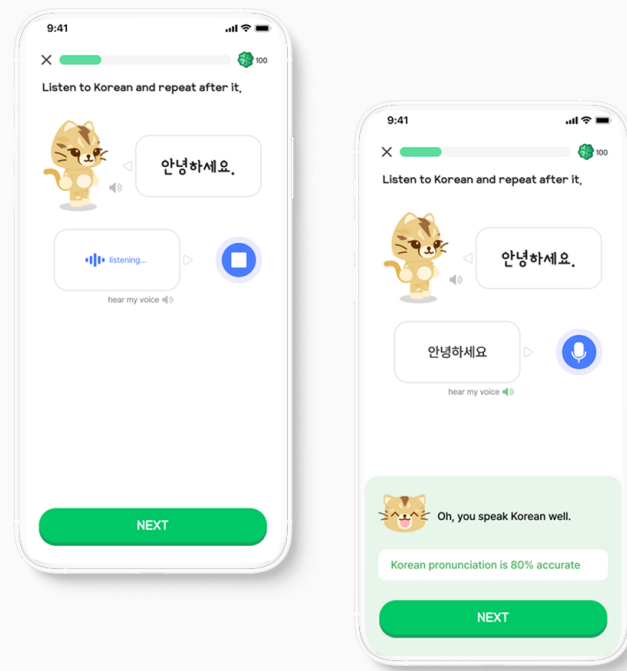 9:41
100
Listen to Korean and repeat after it.
안녕하세요.
listening...
hear my voice
NEXT
9:41
100
Listen to Korean and repeat after it.
안녕하세요.
안녕하세요
hear my voice
Oh, you speak Korean well.
Korean pronunciation is 80% accurate
NEXT